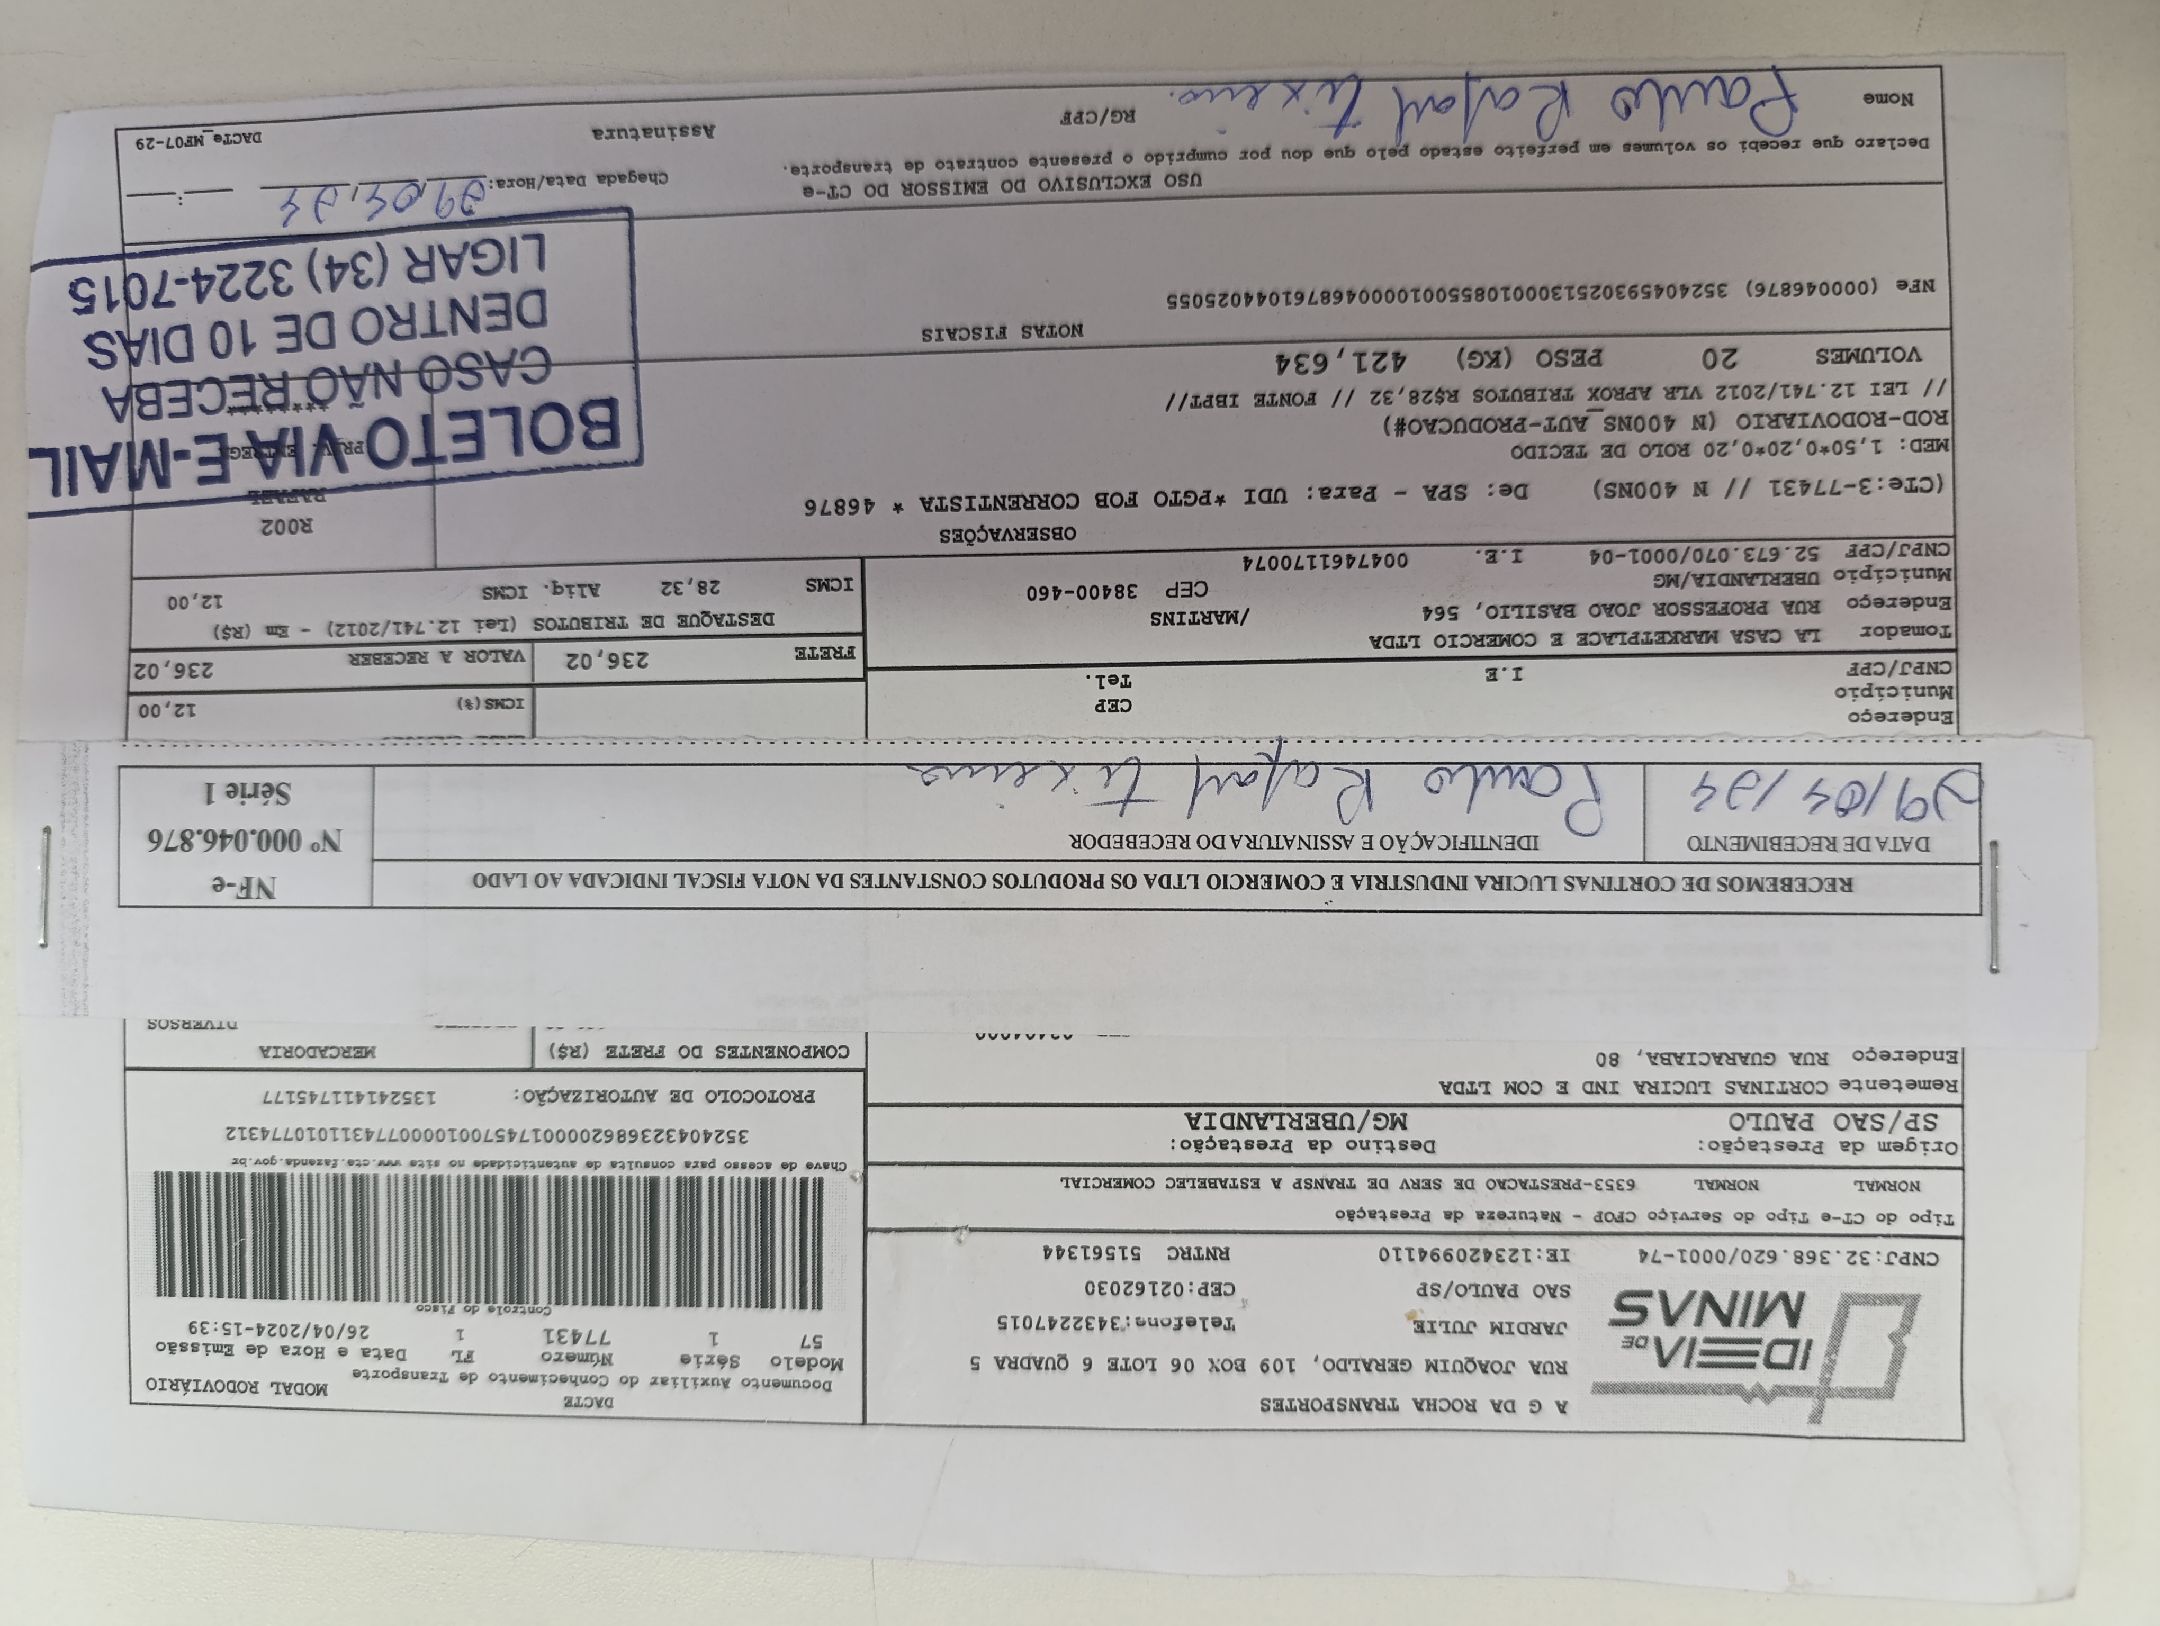 A G DA ROCHA TRANSPORTES
IDEIA DE
MINAS
RUA JOAQUIM GERALDO, 109 BOX 06 LOTE 6 QUADRA 5
JARDIM JULIE Telefone:3432247015
SAO PAULO/SP CEP:02162030
CNPJ:32.368.620/0001-74 IE:123420994110 RNTRC 51561344
DACTE
Documento Auxiliar do Conhecimento de Transporte MODAL RODOVIÁRIO
Modelo Série Número FL Data e Hora de Emissão
57 1 77431 1 26/04/2024-15:39
Controle do Fisco
Chave de acesso para consulta de autenticidade no site www.cte.fazenda.gov.br
35240432368620000174570010000774311010774312
PROTOCOLO DE AUTORIZAÇÃO: 135241411745177
Tipo do CT-e Tipo do Serviço CFOP - Natureza da Prestação
NORMAL NORMAL 6353-PRESTACAO DE SERV DE TRANSP A ESTABELEC COMERCIAL
Origem da Prestação: Destino da Prestação:
SP/SAO PAULO MG/UBERLANDIA
Remetente CORTINAS LUCIRA IND E COM LTDA
Endereço RUA GUARACIABA, 80
COMPONENTES DO FRETE (R$) MERCADORIA
DIVERSOS
RECEBEMOS DE CORTINAS LUCIRA INDUSTRIA E COMERCIO LTDA OS PRODUTOS CONSTANTES DA NOTA FISCAL INDICADA AO LADO
NF-e
Nº 000.046.876
Série 1
DATA DE RECEBIMENTO IDENTIFICAÇÃO E ASSINATURA DO RECEBEDOR
29/04/24 Paulo Rafael Teixeira
Endereço
Município CEP
CNPJ/CPF I.E Tel.
ICMS(%) 12,00
FRETE 236,02 VALOR A RECEBER 236,02
Tomador LA CASA MARKETPLACE E COMERCIO LTDA
Endereço RUA PROFESSOR JOAO BASILIO, 564 /MARTINS
Município UBERLANDIA/MG CEP 38400-460
CNPJ/CPF 52.673.070/0001-04 I.E. 0047461170074
DESTAQUE DE TRIBUTOS (Lei 12.741/2012) - Em (R$)
ICMS 28,32 Aliq. ICMS 12,00
OBSERVAÇÕES
(CTe:3-77431 // N 400NS) De: SPA - Para: UDI *PGTO FOB CORRENTISTA * 46876
MED: 1,50*0,20*0,20 ROLO DE TECIDO
ROD-RODOVIARIO (N 400NS_AUT-PRODUCAO#)
// LEI 12.741/2012 VLR APROX TRIBUTOS R$28,32 // FONTE IBPT//
R002
RAFAEL
VOLUMES 20 PESO (KG) 421,634
NOTAS FISCAIS
NFe (000046876) 35240459302513000108550010000468761044025055
BOLETO VIA E-MAIL
CASO NÃO RECEBA
DENTRO DE 10 DIAS
LIGAR (34) 3224-7015
USO EXCLUSIVO DO EMISSOR DO CT-e
Declaro que recebi os volumes em perfeito estado pelo que dou por cumprido o presente contrato de transporte.
Chegada Data/Hora: 29/04/24
Nome Paulo Rafael Teixeira. RG/CPF Assinatura
DACTe_MF07-29